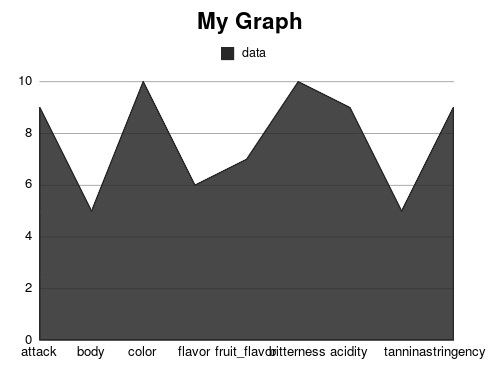 My Graph
data
10
8
6
4
2
0
attack body color flavor fruit_flavor bitterness acidity tannin astringency